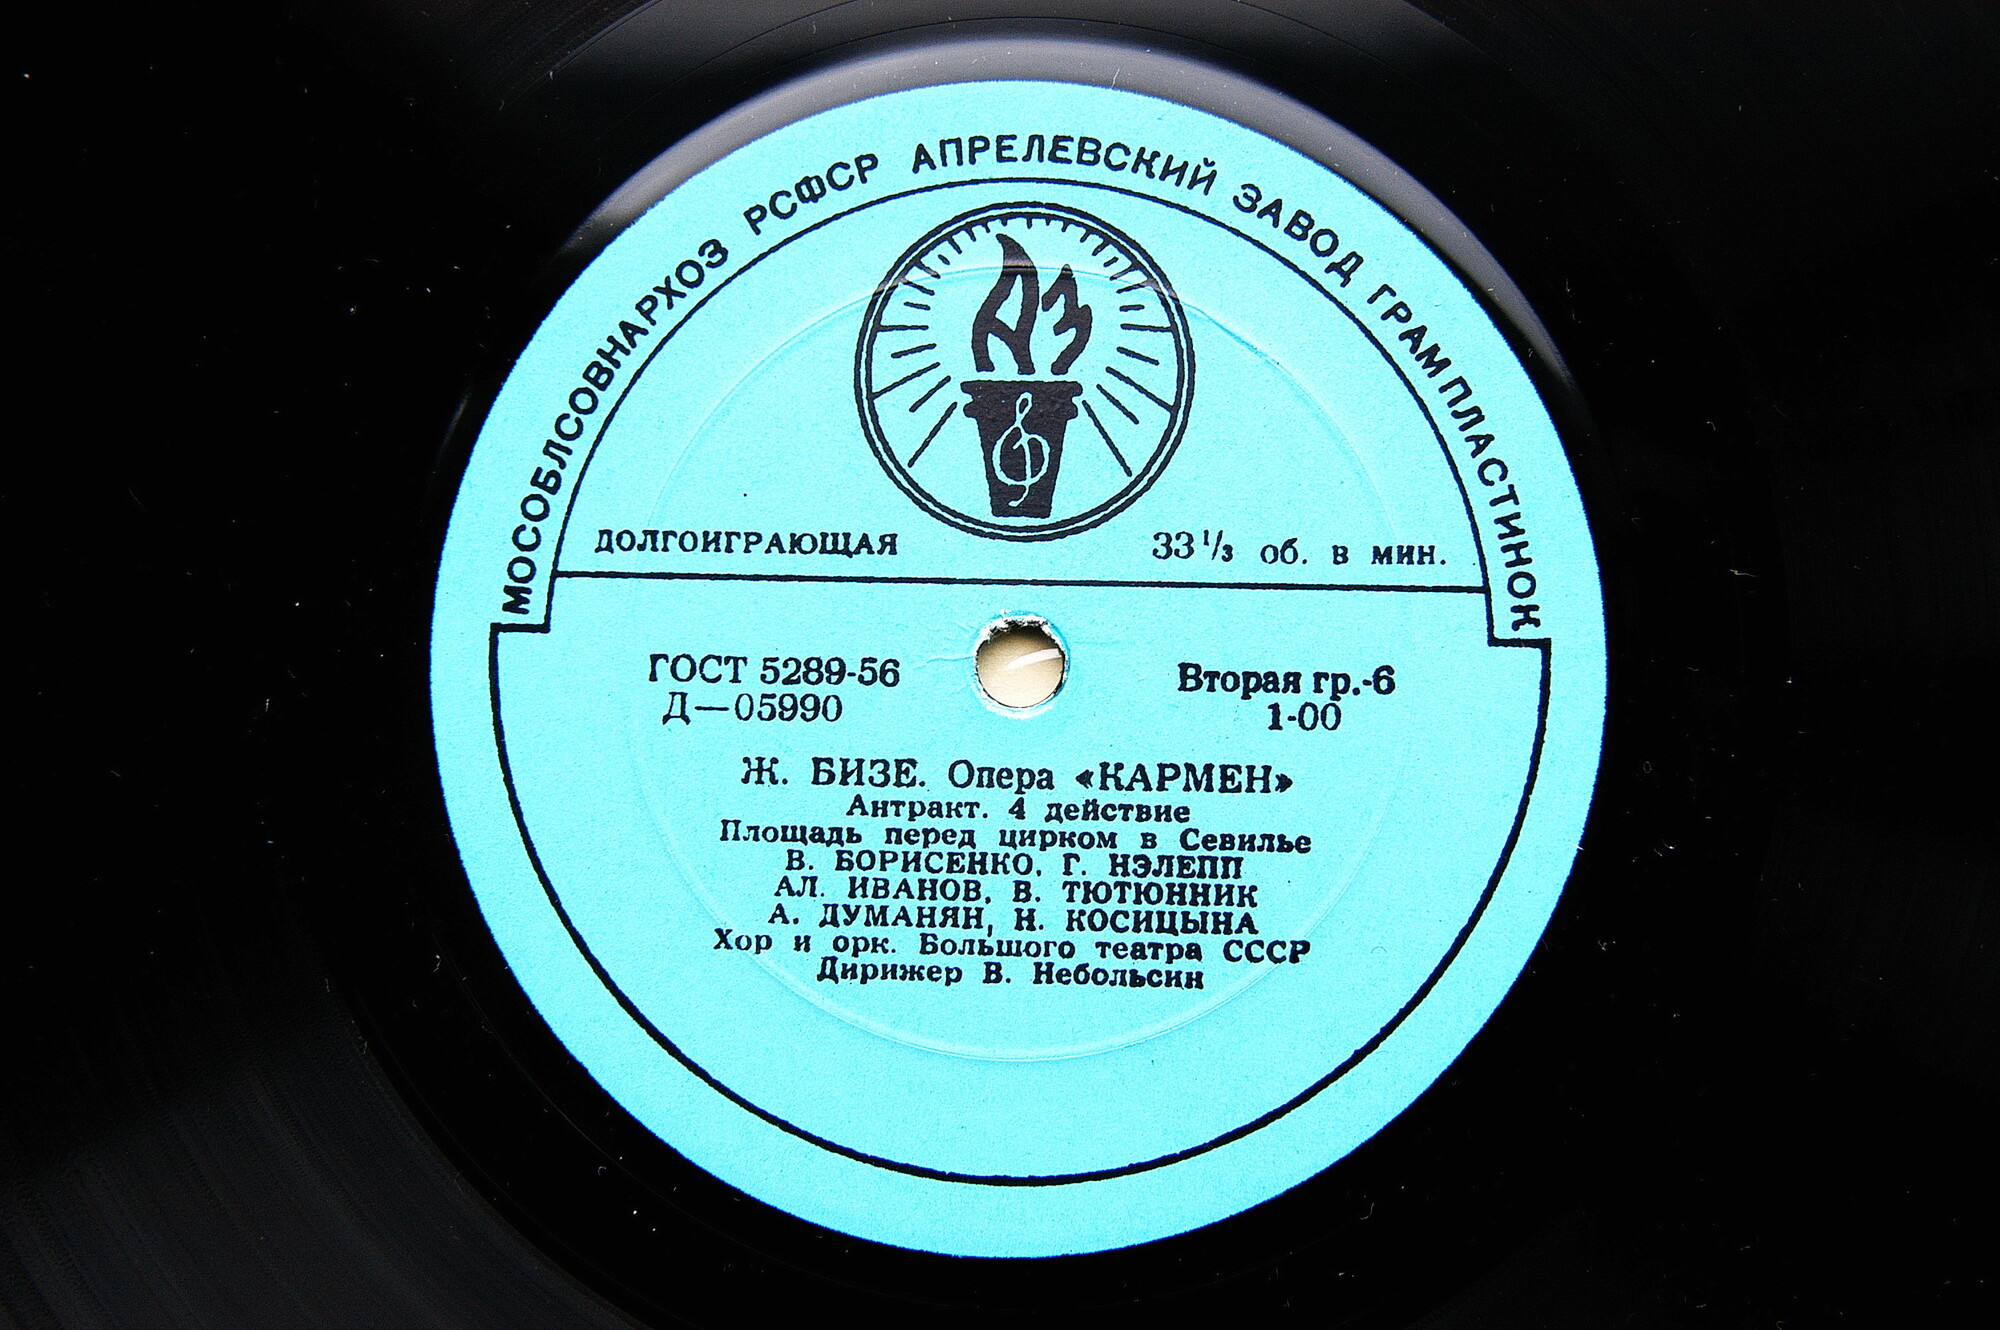 МОСОБЛСОВНАРХОЗ РСФСР АПРЕЛЕВСКИЙ ЗАВОД ГРАМПЛАСТИНОК
АЗ
ДОЛГОИГРАЮЩАЯ 33 1/3 об. в мин.
ГОСТ 5289-56 Вторая гр.-6
Д—05990 1-00
Ж. БИЗЕ. Опера «КАРМЕН»
Антракт. 4 действие
Площадь перед цирком в Севилье
В. БОРИСЕНКО, Г. НЭЛЕПП
АЛ. ИВАНОВ, В. ТЮТЮННИК
А. ДУМАНЯН, Н. КОСИЦЫНА
Хор и орк. Большого театра СССР
Дирижер В. Небольсин